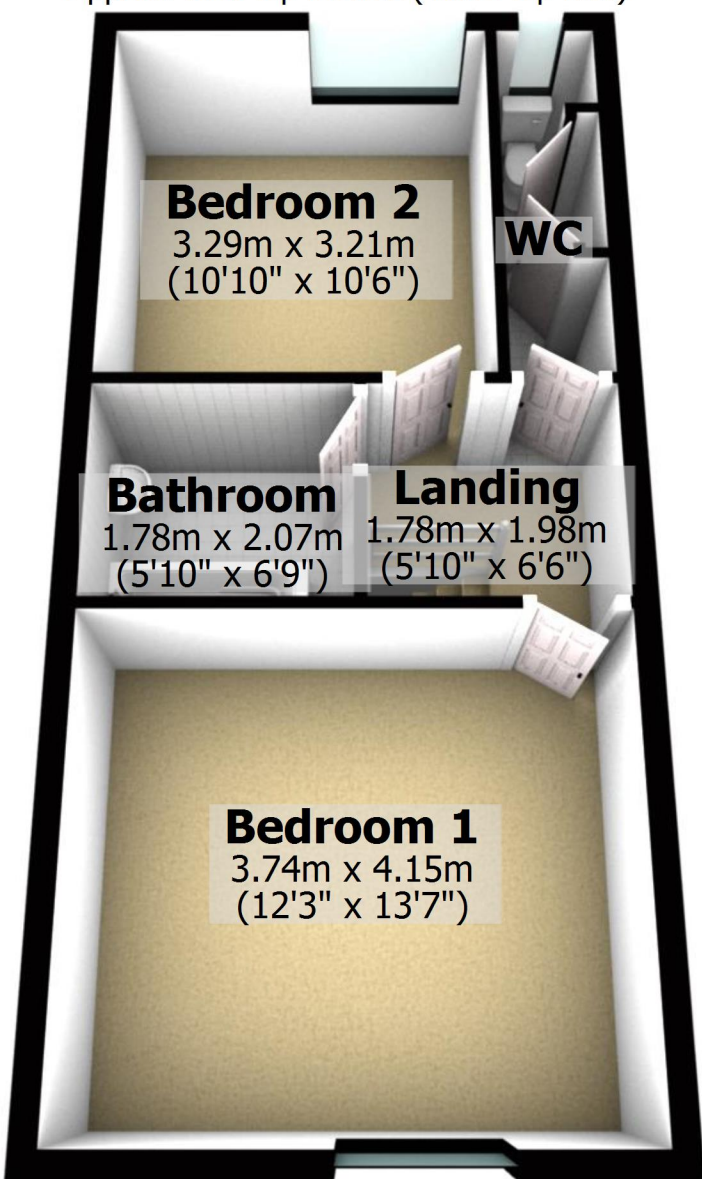 Bedroom 2
3.29m x 3.21m
(10'10" x 10'6")
WC
Bathroom
1.78m x 2.07m
(5'10" x 6'9")
Landing
1.78m x 1.98m
(5'10" x 6'6")
Bedroom 1
3.74m x 4.15m
(12'3" x 13'7")